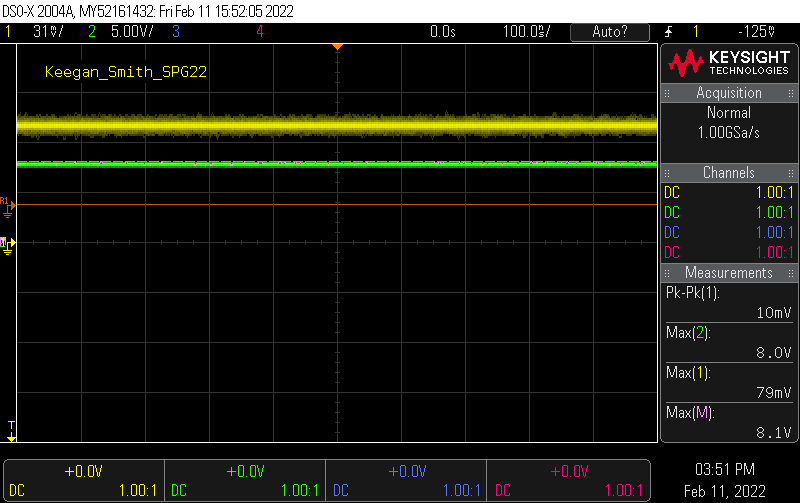 DSO-X 2004A, MY52161432: Fri Feb 11 15:52:05 2022
1 31mV/ 2 5.00V/ 3 4 0.0s 100.0s/ Auto? 1 -125mV
Keegan_Smith_SPG22
KEYSIGHT
TECHNOLOGIES
Acquisition
Normal
1.00GSa/s
Channels
DC 1.00:1
DC 1.00:1
DC 1.00:1
DC 1.00:1
Measurements
Pk-Pk(1):
10mV
Max(2):
8.0V
Max(1):
79mV
Max(M):
8.1V
R1
T
+0.0V +0.0V +0.0V +0.0V
DC 1.00:1 DC 1.00:1 DC 1.00:1 DC 1.00:1
03:51 PM
Feb 11, 2022